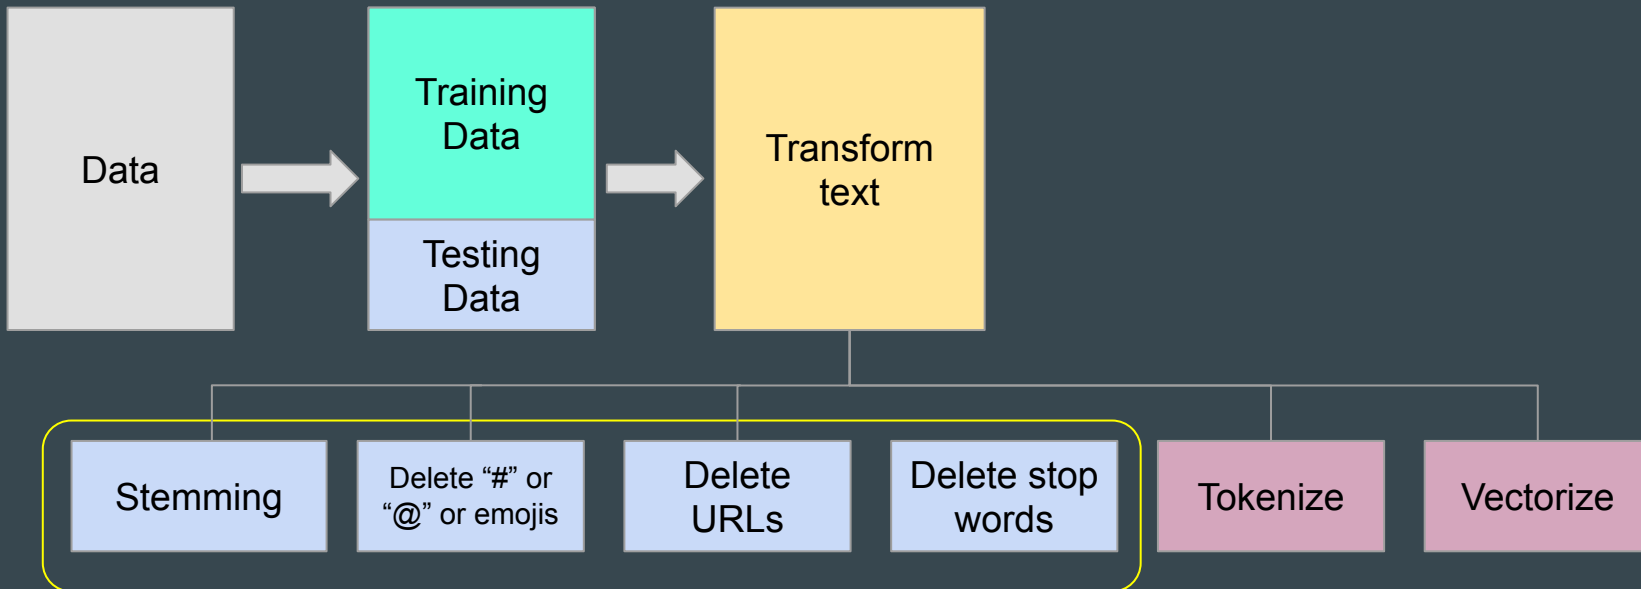 Data
Training
Data
Testing
Data
Transform
text
Stemming
Delete “#” or
“@” or emojis
Delete
URLs
Delete stop
words
Tokenize
Vectorize